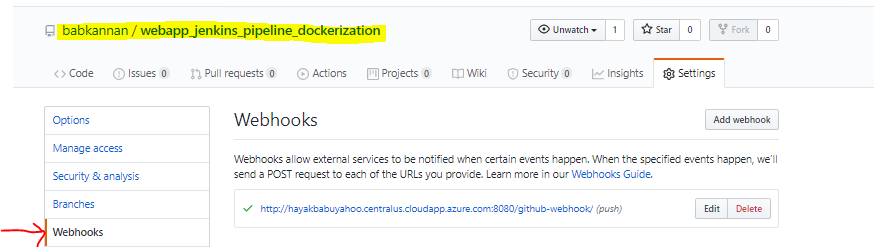 babkannan / webapp_jenkins_pipeline_dockerization
Unwatch 1 Star 0 Fork 0
Code Issues 0 Pull requests 0 Actions Projects 0 Wiki Security 0 Insights Settings
Options
Manage access
Security & analysis
Branches
Webhooks
Webhooks
Add webhook
Webhooks allow external services to be notified when certain events happen. When the specified events happen, we'll
send a POST request to each of the URLs you provide. Learn more in our Webhooks Guide.
http://hayakbabuyahoo.centralus.cloudapp.azure.com:8080/github-webhook/ (push)
Edit Delete